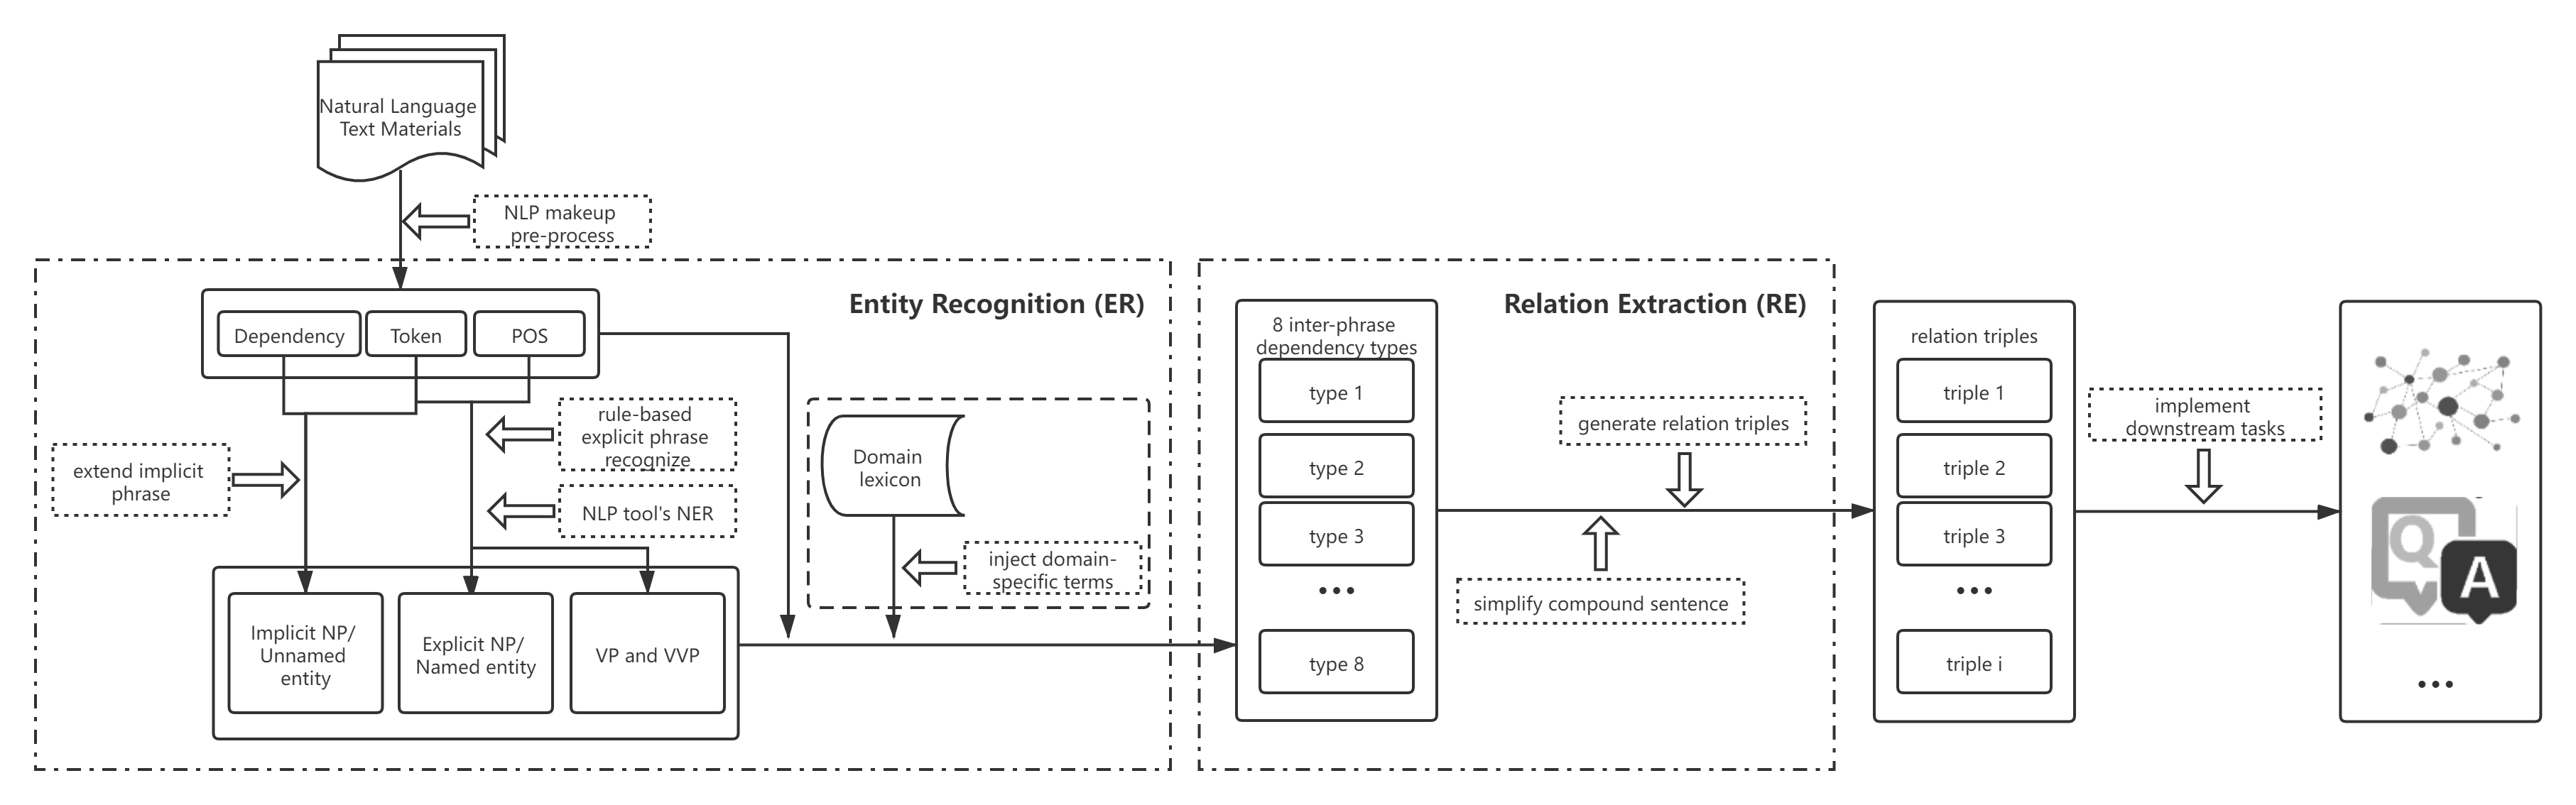 Natural Language
Text Materials
NLP makeup
pre-process
Entity Recognition (ER)
Dependency
Token
POS
rule-based
explicit phrase
recognize
extend implicit
phrase
NLP tool's NER
Domain
lexicon
inject domain-
specific terms
Implicit NP/
Unnamed
entity
Explicit NP/
Named entity
VP and VVP
Relation Extraction (RE)
8 inter-phrase
dependency types
type 1
type 2
type 3
•••
type 8
generate relation triples
simplify compound sentence
relation triples
triple 1
triple 2
triple 3
•••
triple i
implement
downstream tasks
Q
A
•••